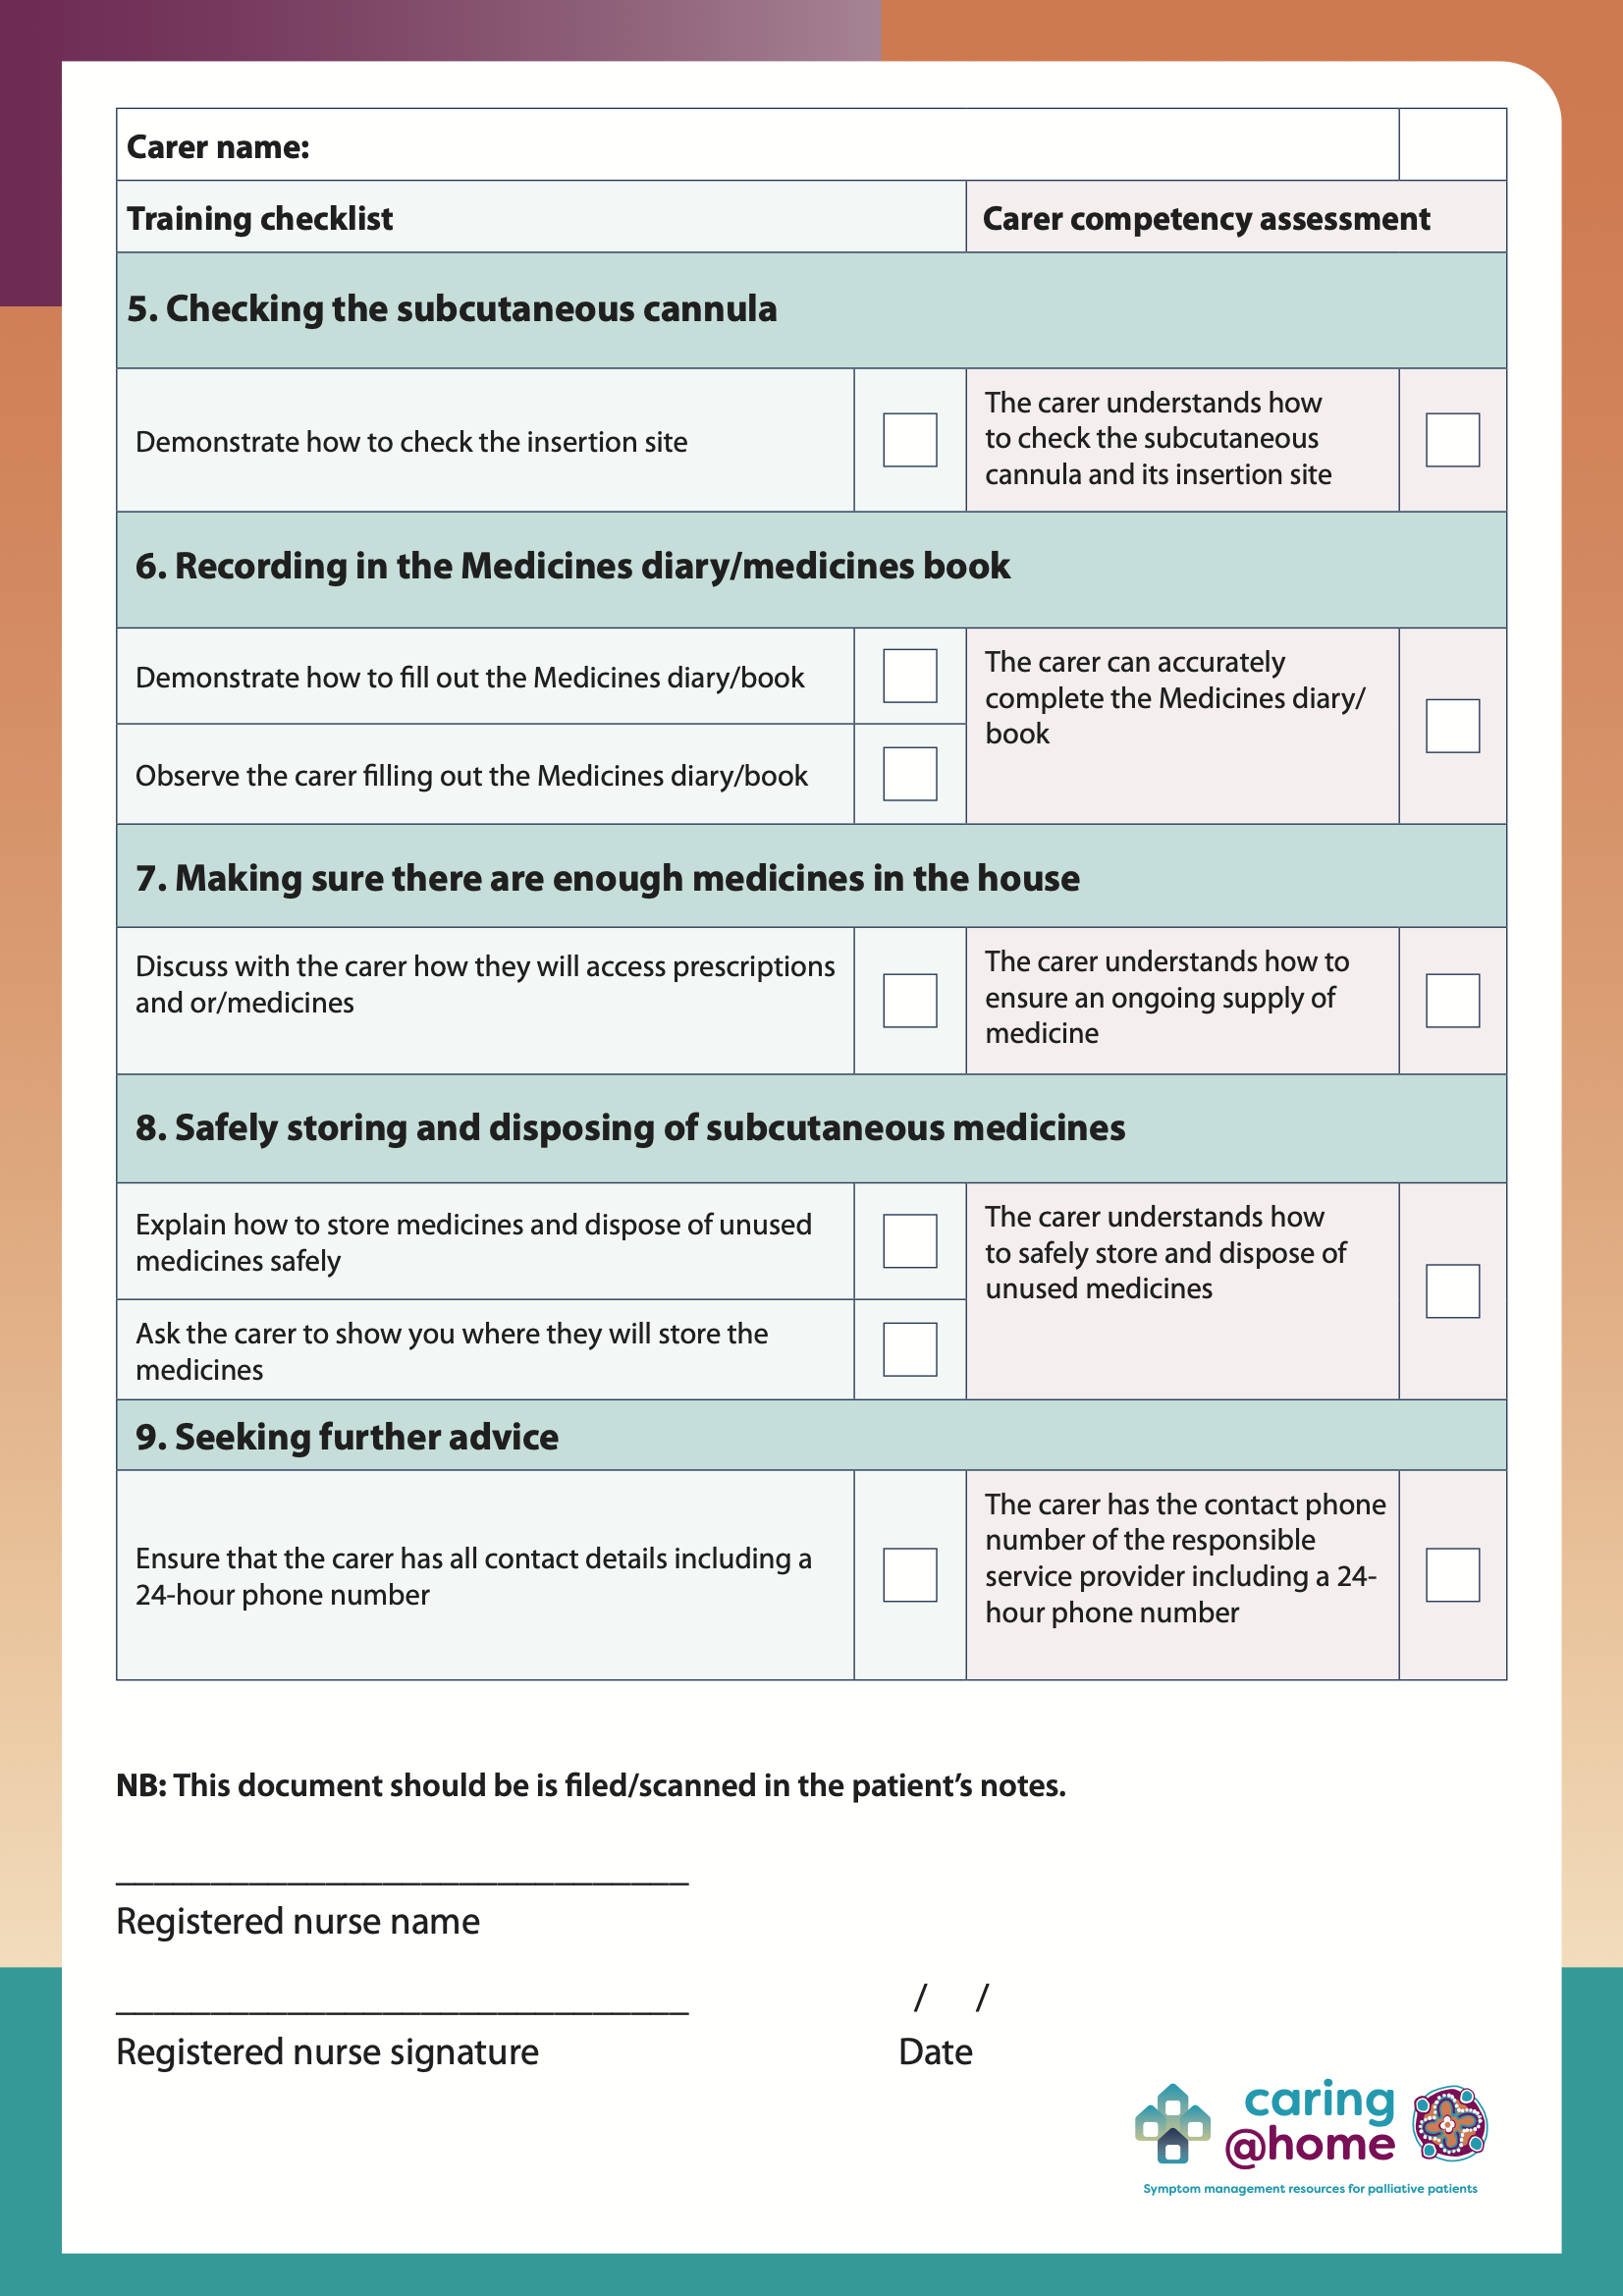 Carer name:
Training checklist
Carer competency assessment
5. Checking the subcutaneous cannula
Demonstrate how to check the insertion site
The carer understands how
to check the subcutaneous
cannula and its insertion site
6. Recording in the Medicines diary/medicines book
Demonstrate how to fill out the Medicines diary/book
Observe the carer filling out the Medicines diary/book
The carer can accurately
complete the Medicines diary/
book
7. Making sure there are enough medicines in the house
Discuss with the carer how they will access prescriptions
and or/medicines
The carer understands how to
ensure an ongoing supply of
medicine
8. Safely storing and disposing of subcutaneous medicines
Explain how to store medicines and dispose of unused
medicines safely
Ask the carer to show you where they will store the
medicines
The carer understands how
to safely store and dispose of
unused medicines
9. Seeking further advice
Ensure that the carer has all contact details including a
24-hour phone number
The carer has the contact phone
number of the responsible
service provider including a 24-
hour phone number
NB: This document should be is filed/scanned in the patient’s notes.
______________________________
Registered nurse name
______________________________ / /
Registered nurse signature Date
caring
@home
Symptom management resources for palliative patients